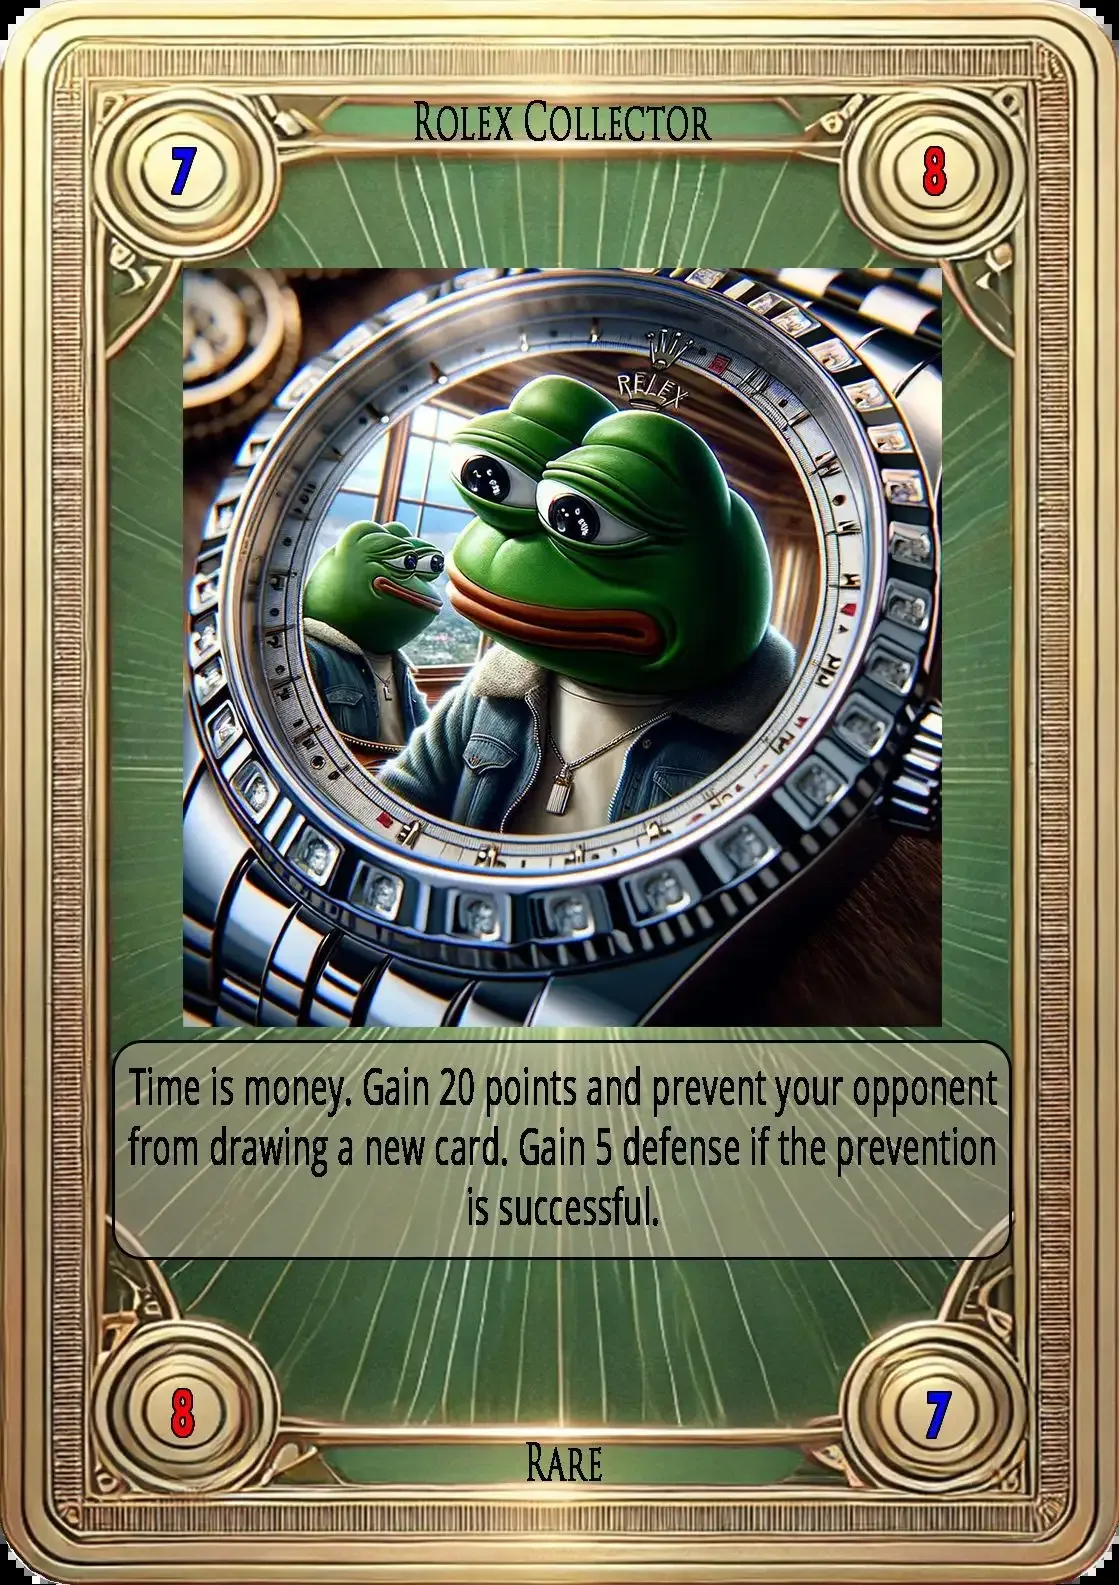 Rolex Collector
7
8
RELEX
Time is money. Gain 20 points and prevent your opponent
from drawing a new card. Gain 5 defense if the prevention
is successful.
8
7
Rare